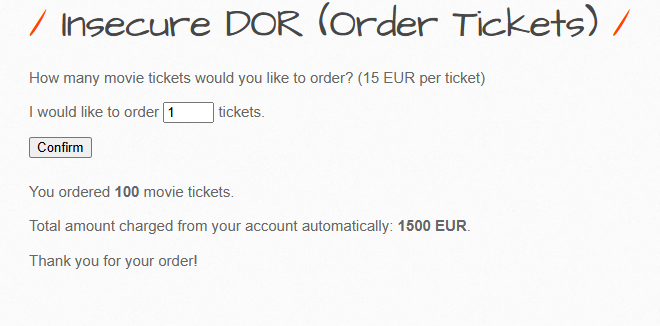 / Insecure DOR (Order Tickets) /
How many movie tickets would you like to order? (15 EUR per ticket)
I would like to order 1 tickets.
Confirm
You ordered 100 movie tickets.
Total amount charged from your account automatically: 1500 EUR.
Thank you for your order!